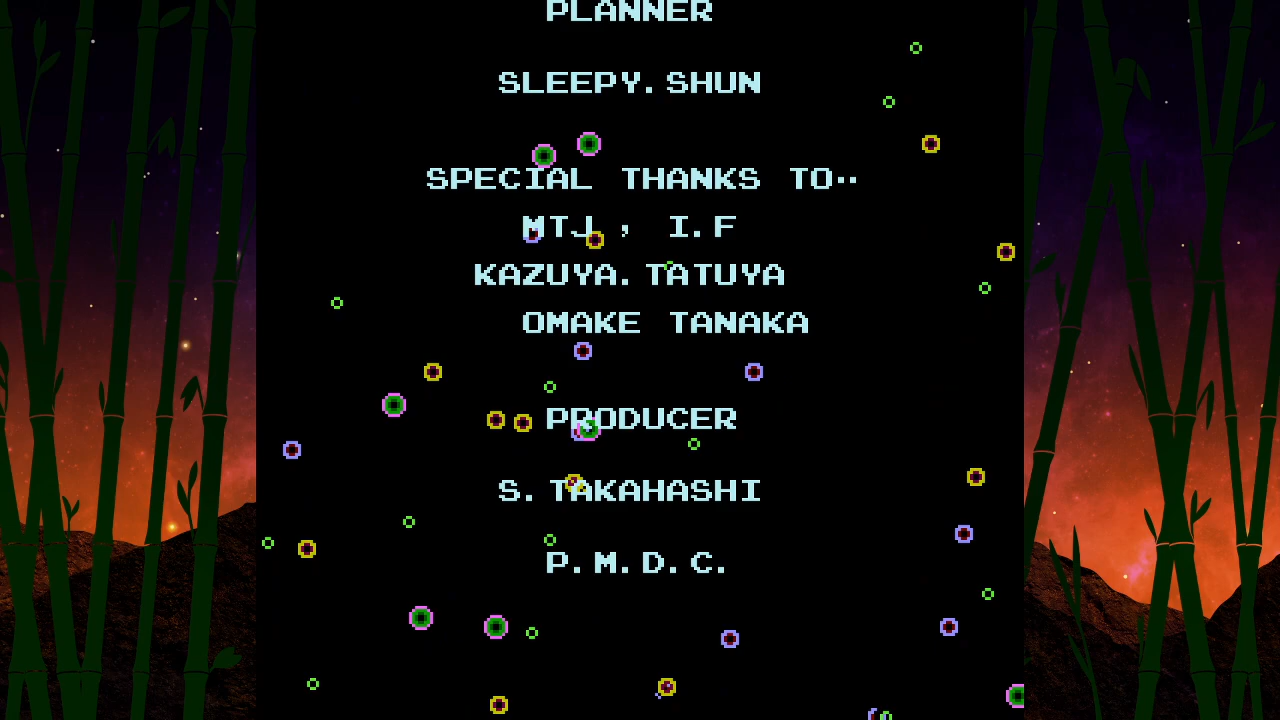 PLANNER
SLEEPY.SHUN
SPECIAL THANKS TO··
MTJ , I.F
KAZUYA.TATUYA
OMAKE TANAKA
PRODUCER
S.TAKAHASHI
P.M.D.C.